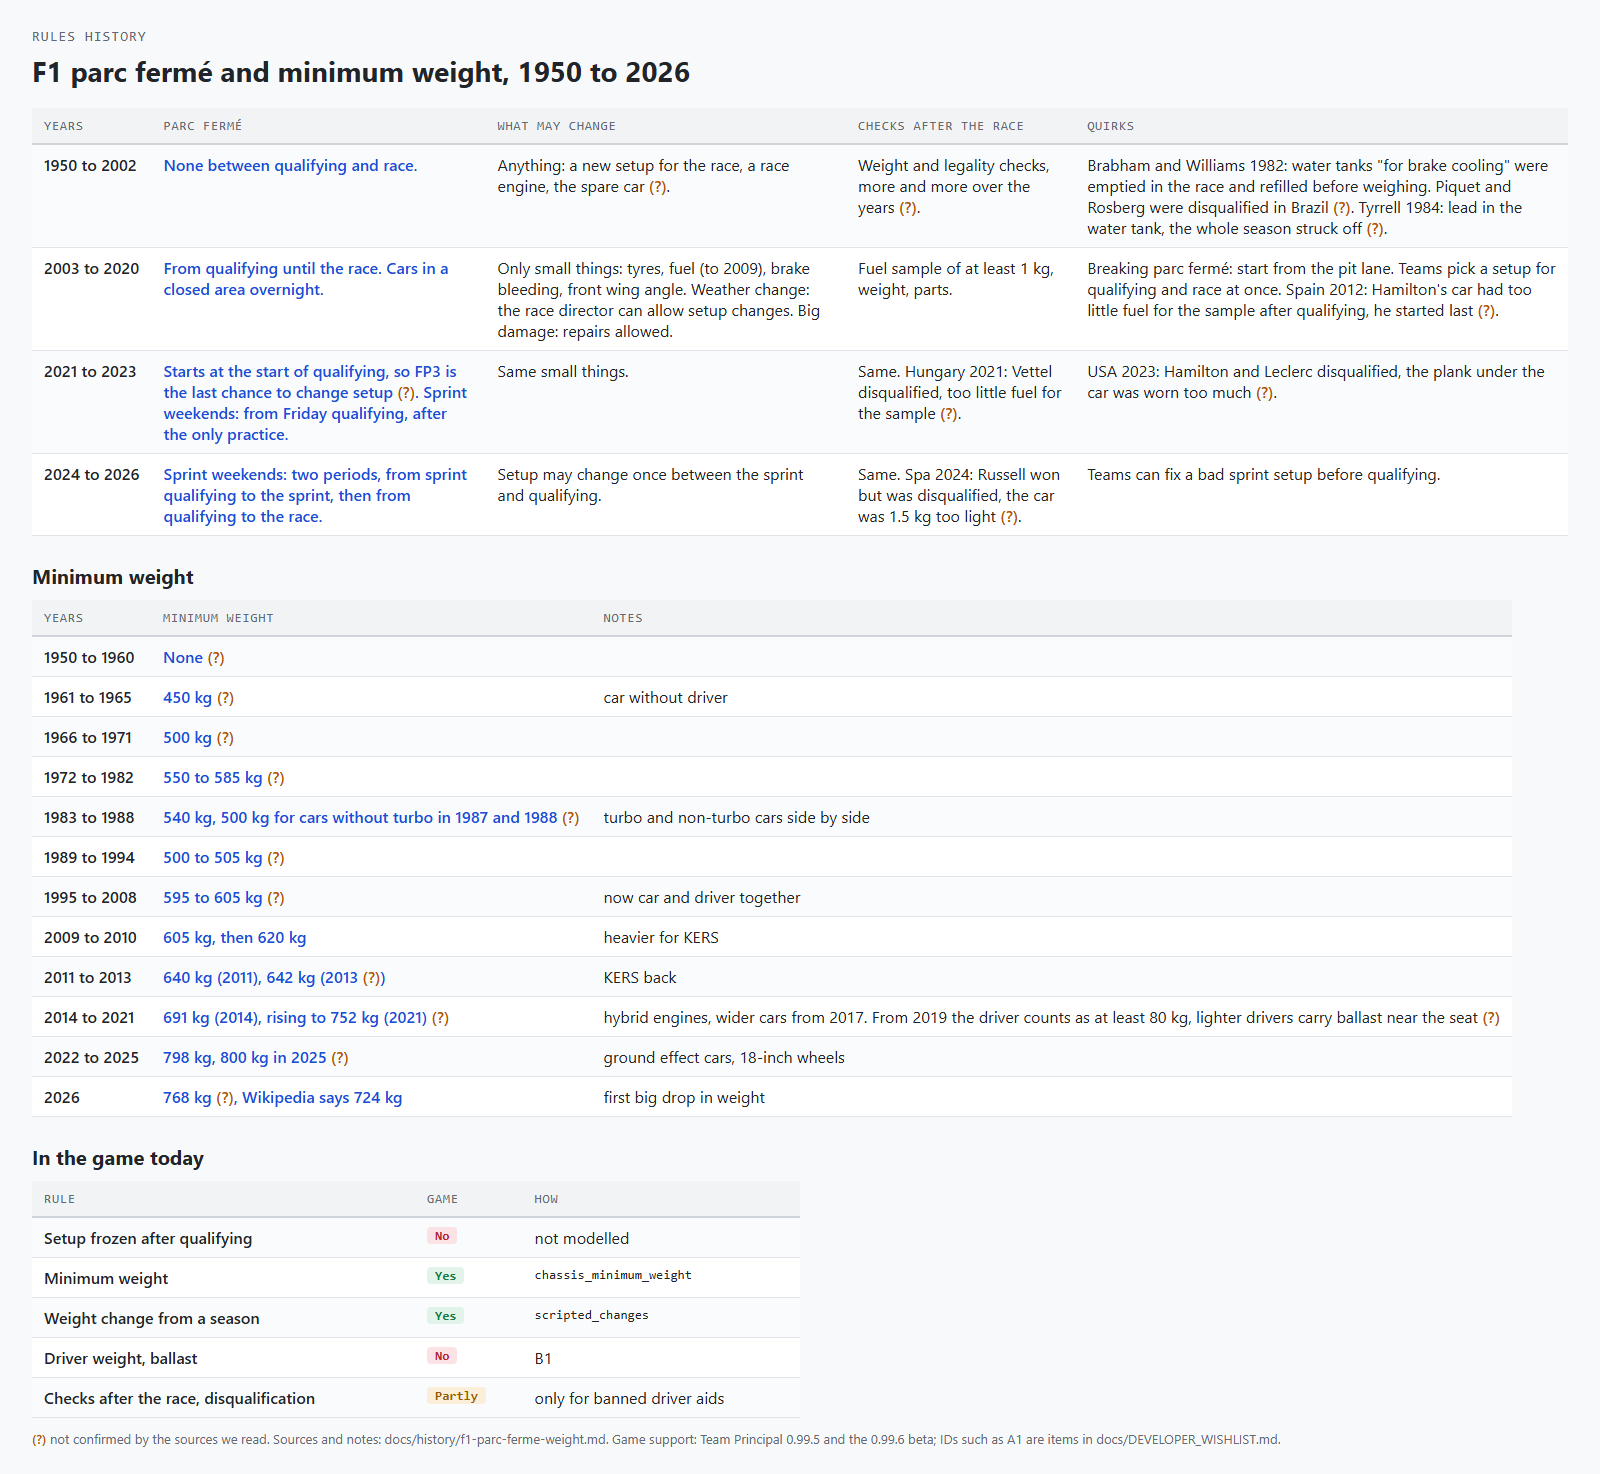 RULES HISTORY
F1 parc fermé and minimum weight, 1950 to 2026
YEARS
PARC FERMÉ
WHAT MAY CHANGE
CHECKS AFTER THE RACE
QUIRKS
1950 to 2002
None between qualifying and race.
Anything: a new setup for the race, a race
engine, the spare car (?).
Weight and legality checks,
more and more over the
years (?).
Brabham and Williams 1982: water tanks "for brake cooling" were
emptied in the race and refilled before weighing. Piquet and
Rosberg were disqualified in Brazil (?). Tyrrell 1984: lead in the
water tank, the whole season struck off (?).
2003 to 2020
From qualifying until the race. Cars in a
closed area overnight.
Only small things: tyres, fuel (to 2009), brake
bleeding, front wing angle. Weather change:
the race director can allow setup changes. Big
damage: repairs allowed.
Fuel sample of at least 1 kg,
weight, parts.
Breaking parc fermé: start from the pit lane. Teams pick a setup for
qualifying and race at once. Spain 2012: Hamilton's car had too
little fuel for the sample after qualifying, he started last (?).
2021 to 2023
Starts at the start of qualifying, so FP3 is
the last chance to change setup (?). Sprint
weekends: from Friday qualifying, after
the only practice.
Same small things.
Same. Hungary 2021: Vettel
disqualified, too little fuel for
the sample (?).
USA 2023: Hamilton and Leclerc disqualified, the plank under the
car was worn too much (?).
2024 to 2026
Sprint weekends: two periods, from sprint
qualifying to the sprint, then from
qualifying to the race.
Setup may change once between the sprint
and qualifying.
Same. Spa 2024: Russell won
but was disqualified, the car
was 1.5 kg too light (?).
Teams can fix a bad sprint setup before qualifying.
Minimum weight
YEARS
MINIMUM WEIGHT
NOTES
1950 to 1960
None (?)
1961 to 1965
450 kg (?)
car without driver
1966 to 1971
500 kg (?)
1972 to 1982
550 to 585 kg (?)
1983 to 1988
540 kg, 500 kg for cars without turbo in 1987 and 1988 (?)
turbo and non-turbo cars side by side
1989 to 1994
500 to 505 kg (?)
1995 to 2008
595 to 605 kg (?)
now car and driver together
2009 to 2010
605 kg, then 620 kg
heavier for KERS
2011 to 2013
640 kg (2011), 642 kg (2013 (?))
KERS back
2014 to 2021
691 kg (2014), rising to 752 kg (2021) (?)
hybrid engines, wider cars from 2017. From 2019 the driver counts as at least 80 kg, lighter drivers carry ballast near the seat (?)
2022 to 2025
798 kg, 800 kg in 2025 (?)
ground effect cars, 18-inch wheels
2026
768 kg (?), Wikipedia says 724 kg
first big drop in weight
In the game today
RULE
GAME
HOW
Setup frozen after qualifying
No
not modelled
Minimum weight
Yes
chassis_minimum_weight
Weight change from a season
Yes
scripted_changes
Driver weight, ballast
No
B1
Checks after the race, disqualification
Partly
only for banned driver aids
(?) not confirmed by the sources we read. Sources and notes: docs/history/f1-parc-ferme-weight.md. Game support: Team Principal 0.99.5 and the 0.99.6 beta; IDs such as A1 are items in docs/DEVELOPER_WISHLIST.md.